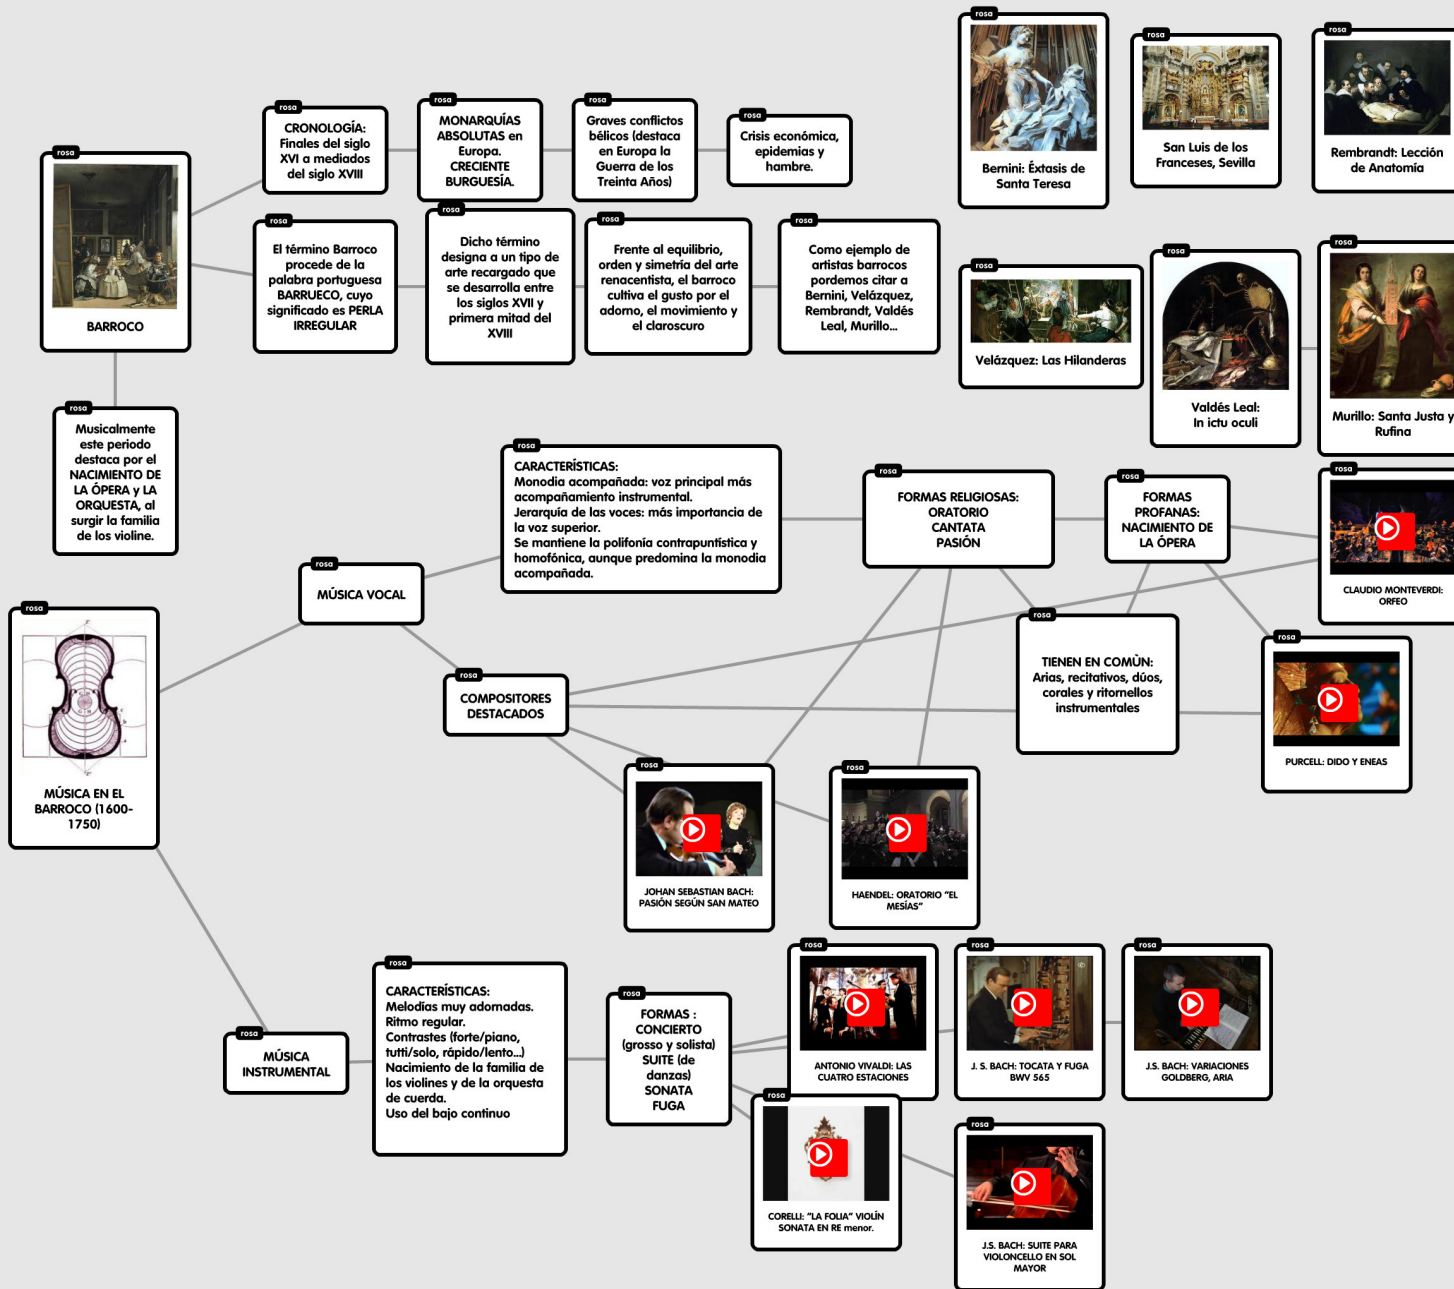 rosa
BARROCO
rosa
CRONOLOGÍA:
Finales del siglo
XVI a mediados
del siglo XVIII
rosa
MONARQUÍAS
ABSOLUTAS en
Europa.
CRECIENTE
BURGUESÍA.
rosa
Graves conflictos
bélicos (destaca
en Europa la
Guerra de los
Treinta Años)
rosa
Crisis económica,
epidemias y
hambre.
rosa
El término Barroco
procede de la
palabra portuguesa
BARRUECO, cuyo
significado es PERLA
IRREGULAR
rosa
Dicho término
designa a un tipo de
arte recargado que
se desarrolla entre
los siglos XVII y
primera mitad del
XVIII
rosa
Frente al equilibrio,
orden y simetría del arte
renacentista, el barroco
cultiva el gusto por el
adorno, el movimiento y
el claroscuro
rosa
Como ejemplo de
artistas barrocos
pordemos citar a
Bernini, Velázquez,
Rembrandt, Valdés
Leal, Murillo...
rosa
Bernini: Éxtasis de
Santa Teresa
rosa
San Luis de los
Franceses, Sevilla
rosa
Rembrandt: Lección
de Anatomía
rosa
Velázquez: Las Hilanderas
rosa
Valdés Leal:
In ictu oculi
rosa
Murillo: Santa Justa y
Rufina
rosa
Musicalmente
este periodo
destaca por el
NACIMIENTO DE
LA ÓPERA y LA
ORQUESTA, al
surgir la familia
de los violine.
rosa
MÚSICA EN EL
BARROCO (1600-
1750)
rosa
MÚSICA VOCAL
rosa
CARACTERÍSTICAS:
Monodia acompañada: voz principal más
acompañamiento instrumental.
Jerarquía de las voces: más importancia de
la voz superior.
Se mantiene la polifonía contrapuntística y
homofónica, aunque predomina la monodia
acompañada.
rosa
FORMAS RELIGIOSAS:
ORATORIO
CANTATA
PASIÓN
rosa
FORMAS
PROFANAS:
NACIMIENTO DE
LA ÓPERA
rosa
CLAUDIO MONTEVERDI:
ORFEO
rosa
COMPOSITORES
DESTACADOS
rosa
TIENEN EN COMÙN:
Arias, recitativos, dúos,
corales y ritornellos
instrumentales
rosa
PURCELL: DIDO Y ENEAS
rosa
JOHAN SEBASTIAN BACH:
PASIÓN SEGÚN SAN MATEO
rosa
HAENDEL: ORATORIO "EL
MESÍAS"
rosa
MÚSICA
INSTRUMENTAL
rosa
CARACTERÍSTICAS:
Melodías muy adornadas.
Ritmo regular.
Contrastes (forte/piano,
tutti/solo, rápido/lento...)
Nacimiento de la familia de
los violines y de la orquesta
de cuerda.
Uso del bajo continuo
rosa
FORMAS :
CONCIERTO
(grosso y solista)
SUITE (de
danzas)
SONATA
FUGA
rosa
ANTONIO VIVALDI: LAS
CUATRO ESTACIONES
rosa
J. S. BACH: TOCATA Y FUGA
BWV 565
rosa
J.S. BACH: VARIACIONES
GOLDBERG, ARIA
rosa
CORELLI: "LA FOLIA" VIOLÍN
SONATA EN RE menor.
rosa
J.S. BACH: SUITE PARA
VIOLONCELLO EN SOL
MAYOR